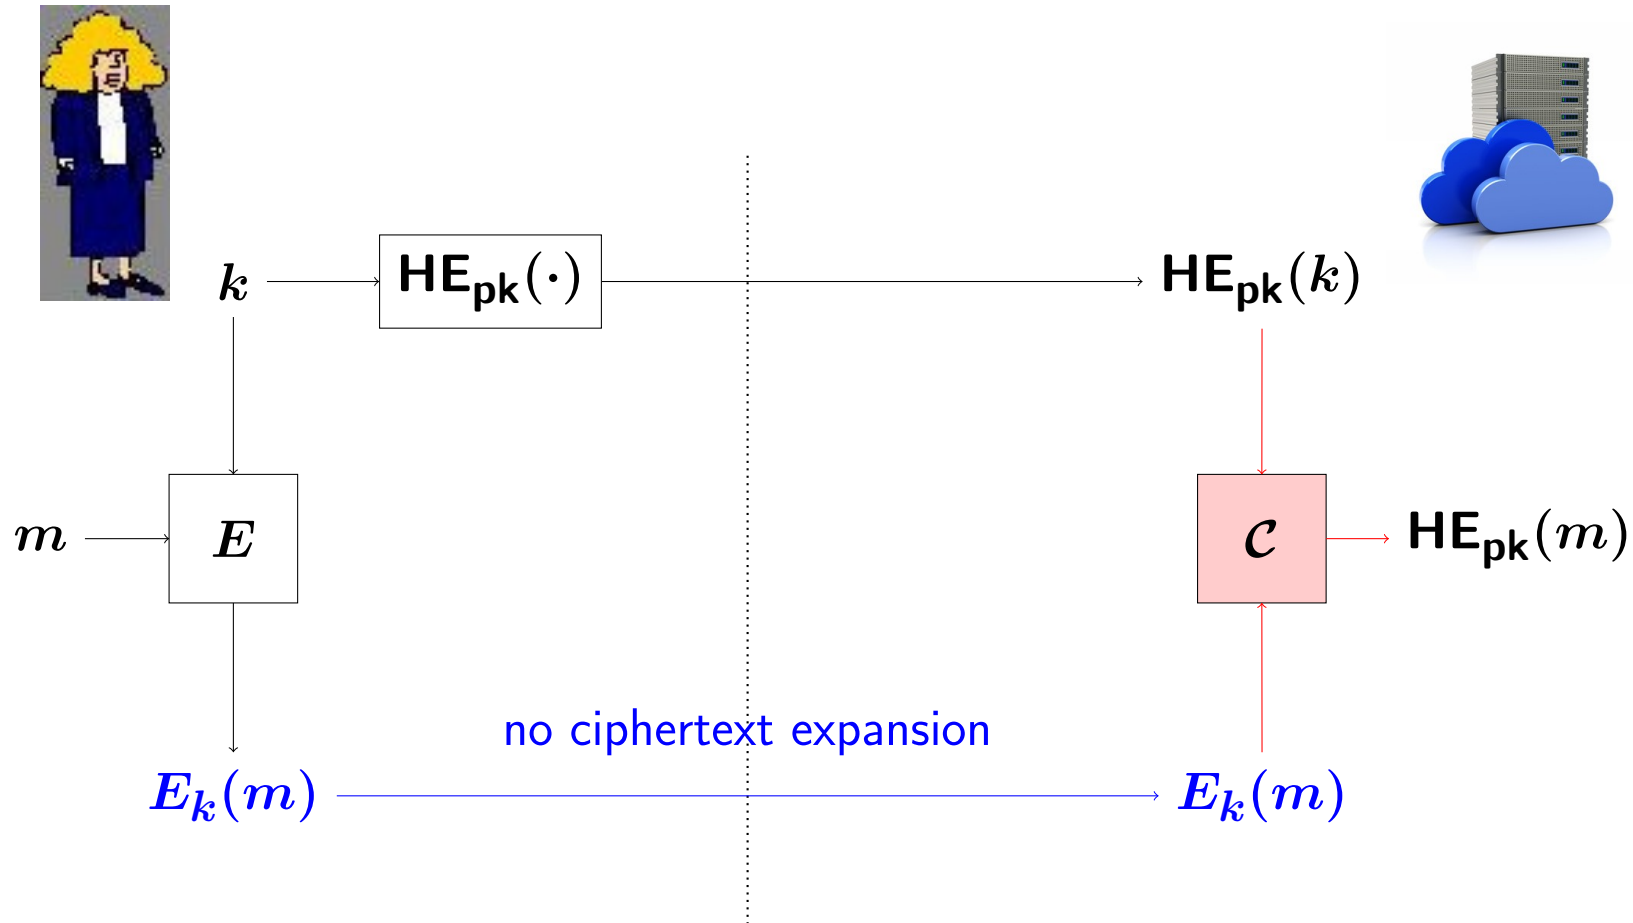 k
HE_pk(·)
HE_pk(k)
m
E
C
HE_pk(m)
no ciphertext expansion
E_k(m)
E_k(m)